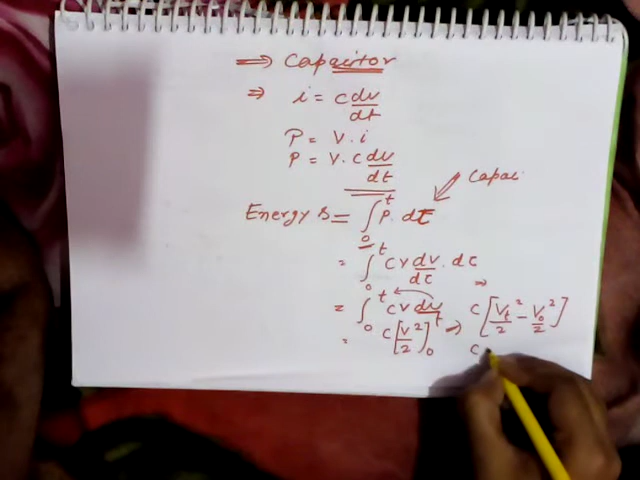 ⇒ Capacitor
⇒ i = C dv/dt
P = V . i
P = V . C dv/dt
Capac
Energy = ∫₀ᵗ P . dt
= ∫₀ᵗ C V dv/dt . dt
= ∫₀ᵗ C V dv
= C [V²/2]₀ᵗ → C [Vt²/2 - V0²/2]
C